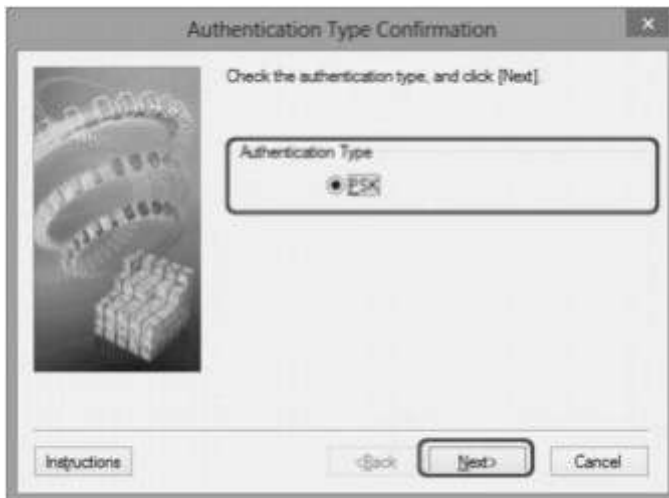 Authentication Type Confirmation
x
Check the authentication type, and click [Next].
Authentication Type
PSK
Instructions
<Back
Next>
Cancel